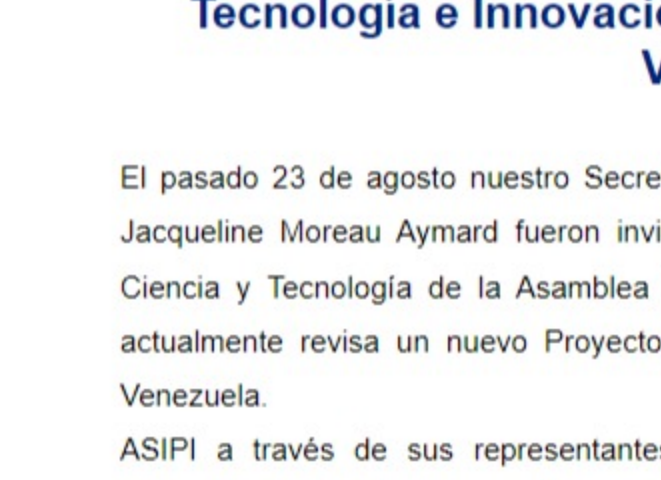 Tecnología e Innovació
V
El pasado 23 de agosto nuestro Secre
Jacqueline Moreau Aymard fueron invi
Ciencia y Tecnología de la Asamblea
actualmente revisa un nuevo Proyecto
Venezuela.
ASIPI a través de sus representantes